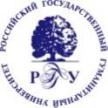 РОССИЙСКИЙ ГОСУДАРСТВЕННЫЙ ГУМАНИТАРНЫЙ УНИВЕРСИТЕТ
РГГУ